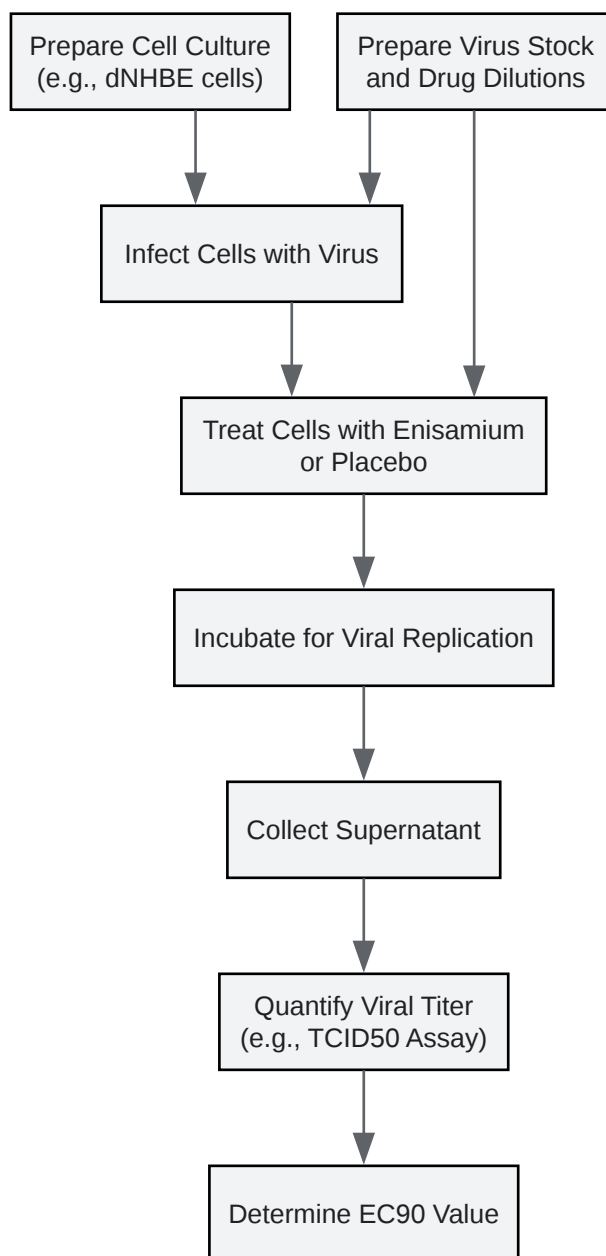 Prepare Cell Culture
(e.g., dNHBE cells)
Prepare Virus Stock
and Drug Dilutions
Infect Cells with Virus
Treat Cells with Enisamium
or Placebo
Incubate for Viral Replication
Collect Supernatant
Quantify Viral Titer
(e.g., TCID50 Assay)
Determine EC90 Value